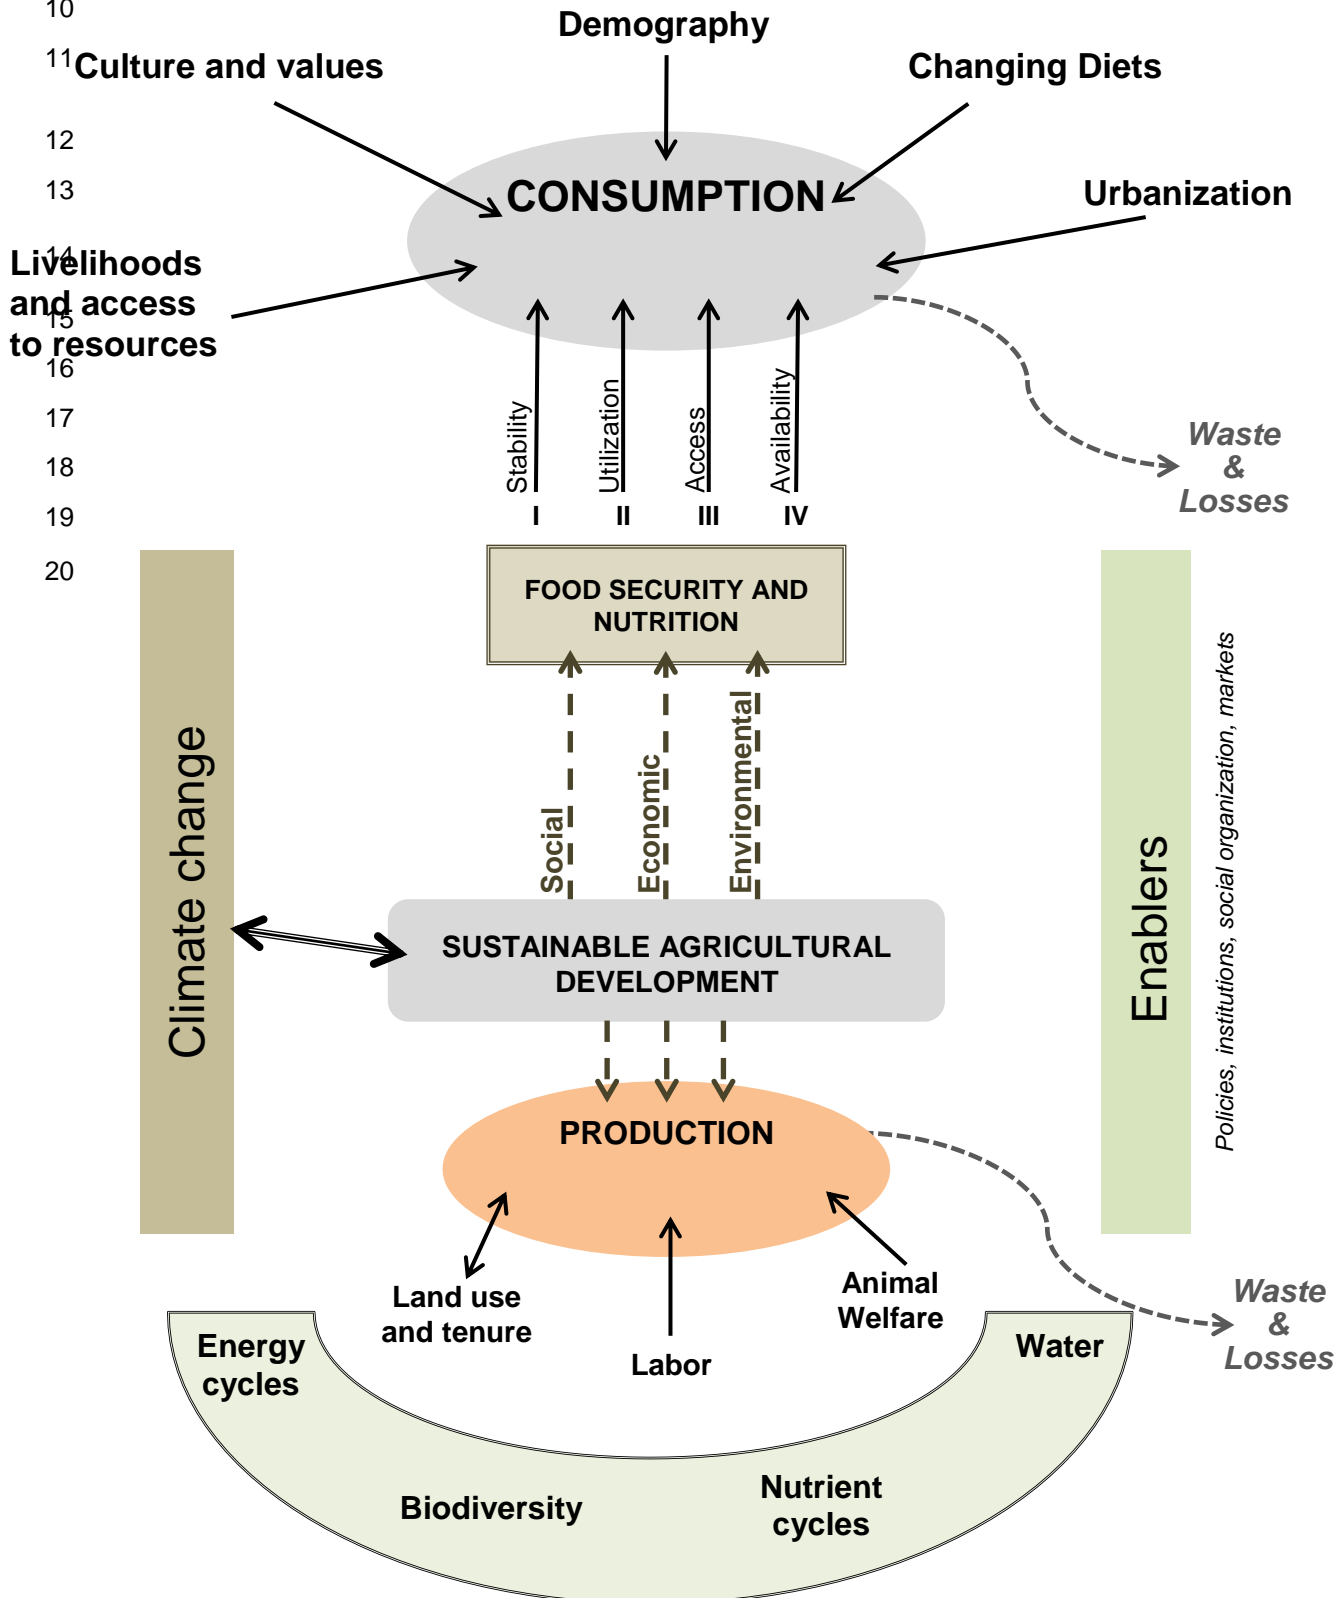 10
Demography
11
Culture and values
Changing Diets
12
CONSUMPTION
13
Urbanization
14
Livelihoods
and access
15
to resources
16
Stability
Utilization
Access
Availability
17
Waste
&
Losses
18
19
I II III IV
20
FOOD SECURITY AND
NUTRITION
Climate change
Social
Economic
Environmental
Enablers
Policies, institutions, social organization, markets
SUSTAINABLE AGRICULTURAL
DEVELOPMENT
PRODUCTION
Land use
and tenure
Labor
Animal
Welfare
Waste
&
Losses
Energy
cycles
Water
Biodiversity
Nutrient
cycles